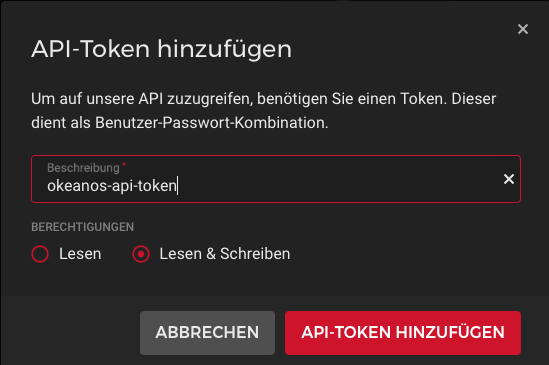 API-Token hinzufügen
Um auf unsere API zuzugreifen, benötigen Sie einen Token. Dieser
dient als Benutzer-Passwort-Kombination.
Beschreibung *
okeanos-api-token
BERECHTIGUNGEN
Lesen
Lesen & Schreiben
ABBRECHEN
API-TOKEN HINZUFÜGEN